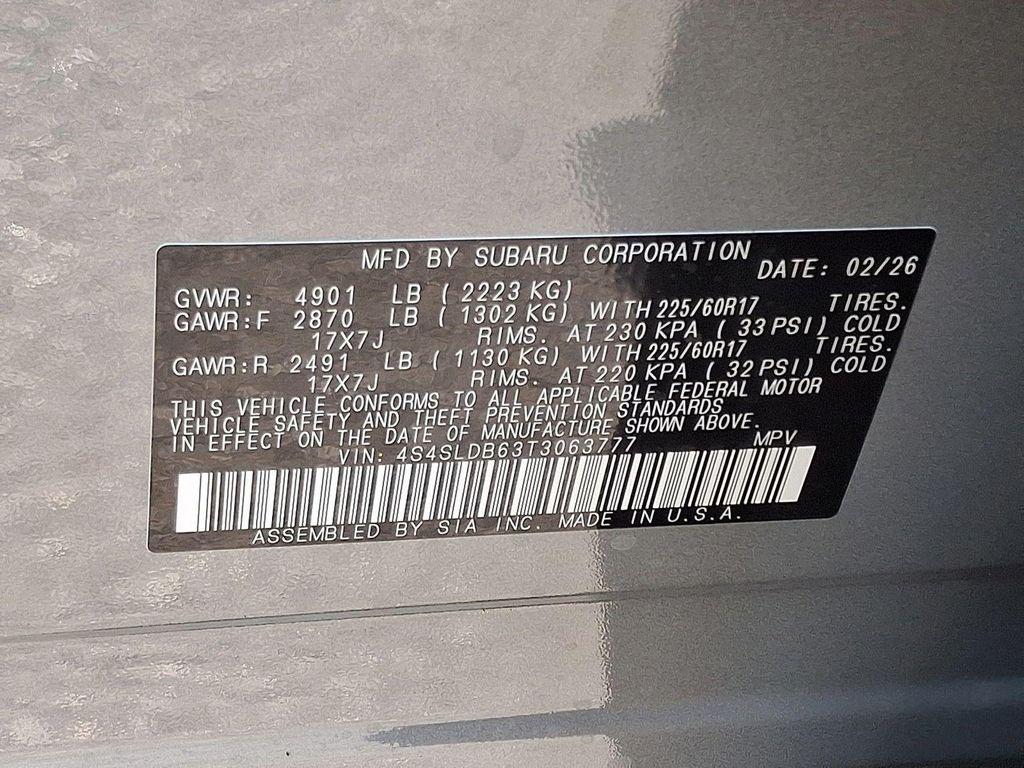 MFD BY SUBARU CORPORATION DATE: 02/26
GVWR: 4901 LB ( 2223 KG)
GAWR:F 2870 LB ( 1302 KG) WITH 225/60R17 TIRES.
17X7J RIMS. AT 230 KPA ( 33 PSI) COLD
GAWR:R 2491 LB ( 1130 KG) WITH 225/60R17 TIRES.
17X7J RIMS. AT 220 KPA ( 32 PSI) COLD
THIS VEHICLE CONFORMS TO ALL APPLICABLE FEDERAL MOTOR
VEHICLE SAFETY AND THEFT PREVENTION STANDARDS
IN EFFECT ON THE DATE OF MANUFACTURE SHOWN ABOVE.
VIN: 4S4SLDB63T3063777 MPV
ASSEMBLED BY SIA INC. MADE IN U.S.A.